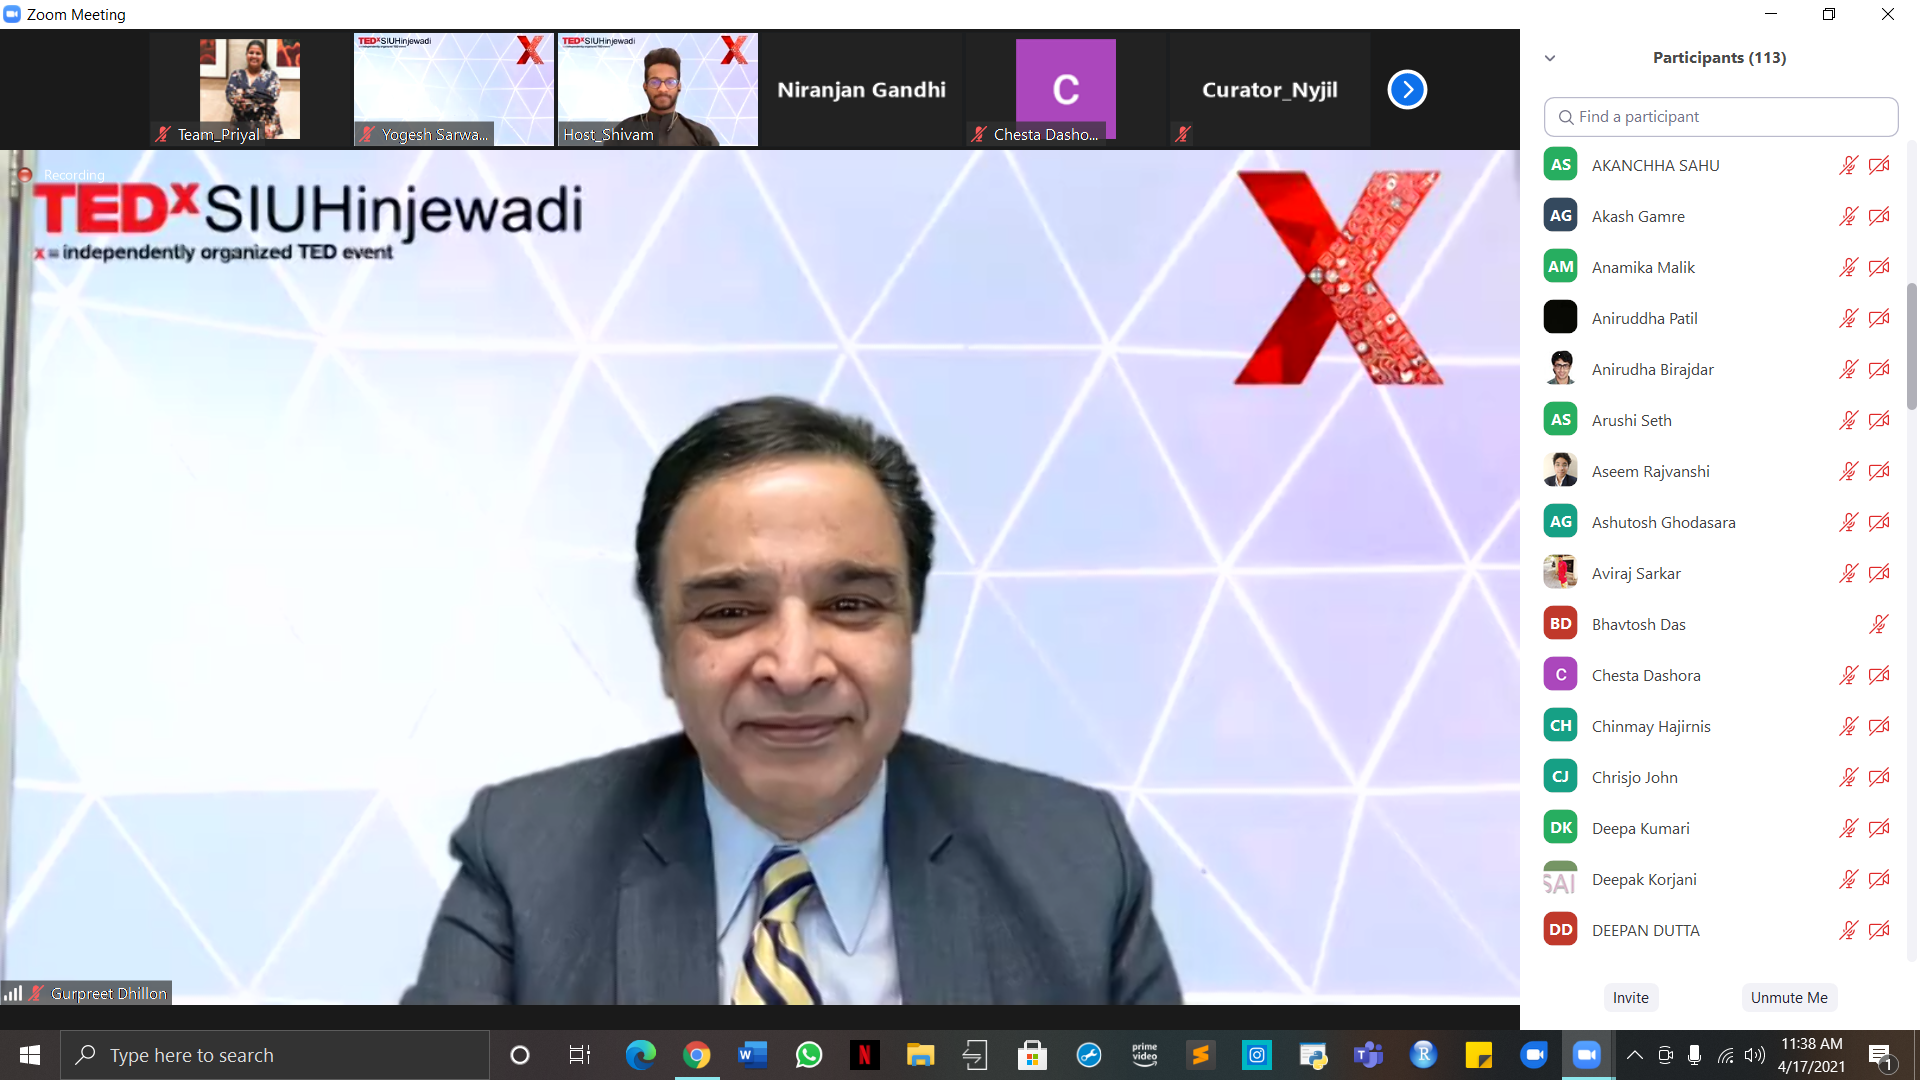 Zoom Meeting
TEDxSIUHinjewadi
TEDxSIUHinjewadi
Niranjan Gandhi
C
Curator_Nyjil
Team_Priyal
Yogesh Sarwa...
Host_Shivam
Chesta Dasho...
Recording
TEDxSIUHinjewadi
x = independently organized TED event
X
Gurpreet Dhillon
Participants (113)
Find a participant
AS AKANCHHA SAHU
AG Akash Gamre
AM Anamika Malik
Aniruddha Patil
Anirudha Birajdar
AS Arushi Seth
Aseem Rajvanshi
AG Ashutosh Ghodasara
Aviraj Sarkar
BD Bhavtosh Das
C Chesta Dashora
CH Chinmay Hajirnis
CJ Chrisjo John
DK Deepa Kumari
SAI Deepak Korjani
DD DEEPAN DUTTA
Invite Unmute Me
Type here to search
prime video
11:38 AM
4/17/2021
1